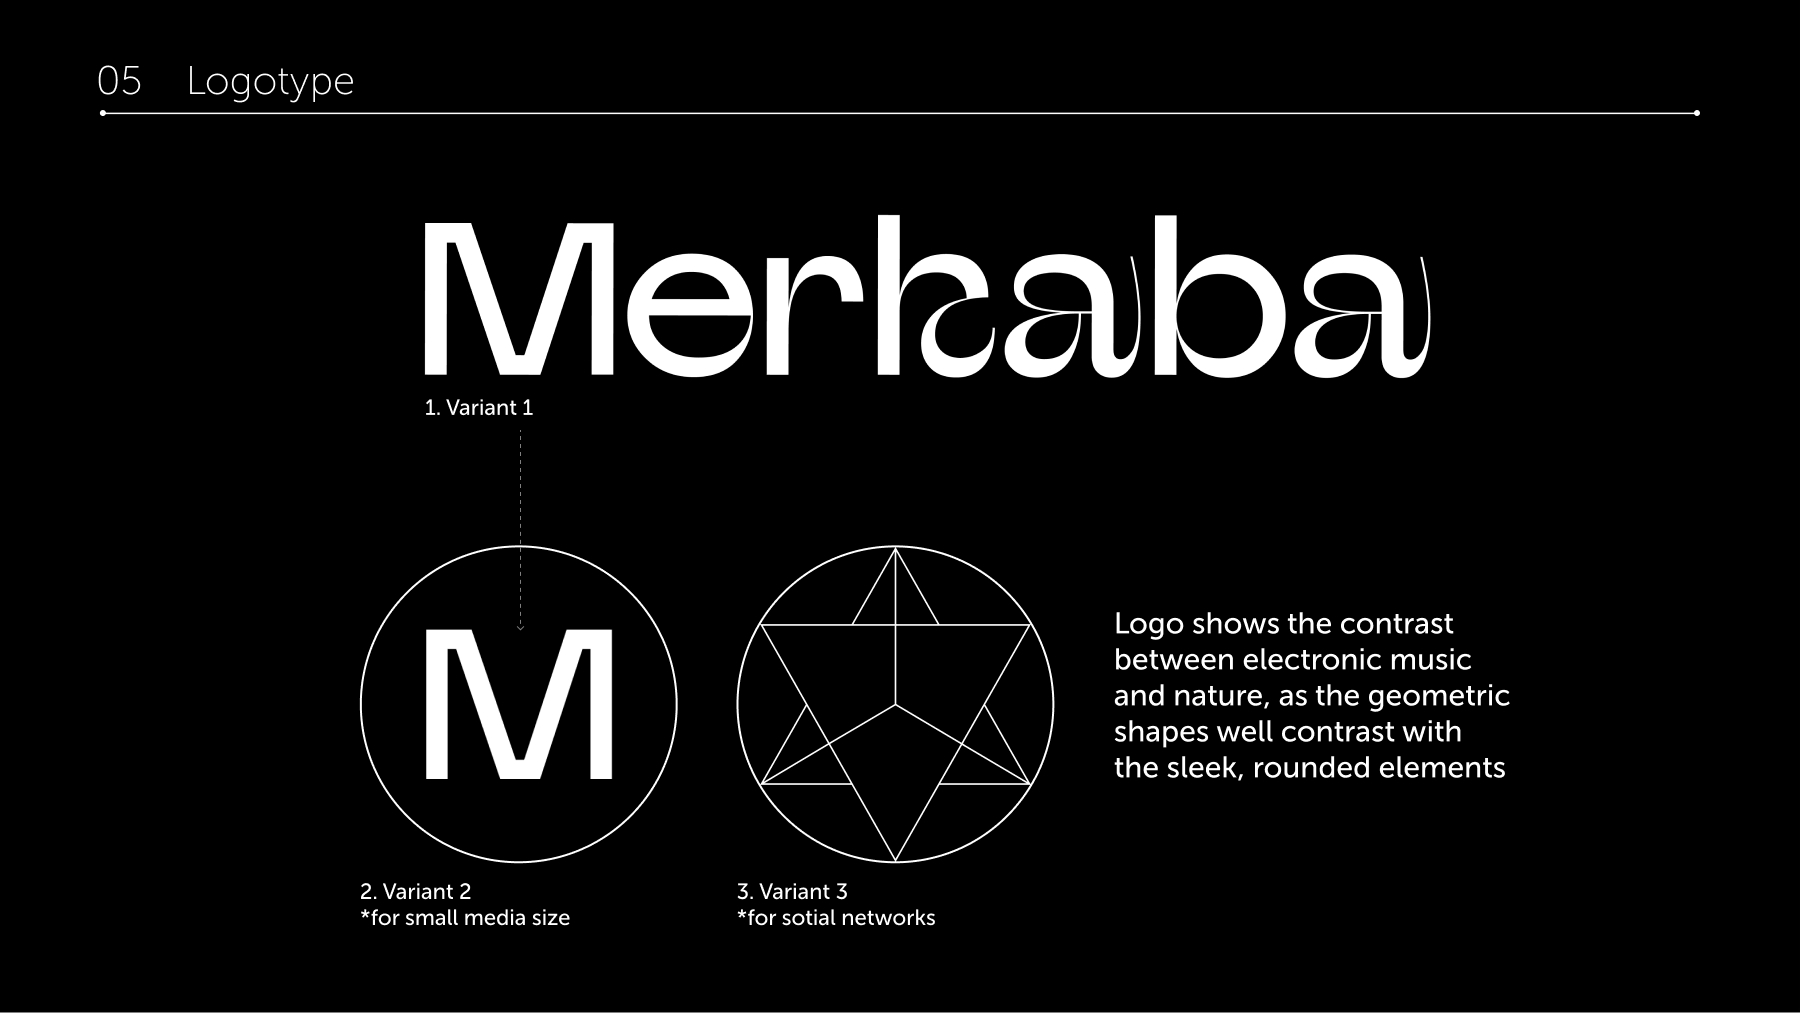 05 Logotype
Merkaba
1. Variant 1
M
Logo shows the contrast
between electronic music
and nature, as the geometric
shapes well contrast with
the sleek, rounded elements
2. Variant 2
*for small media size
3. Variant 3
*for sotial networks